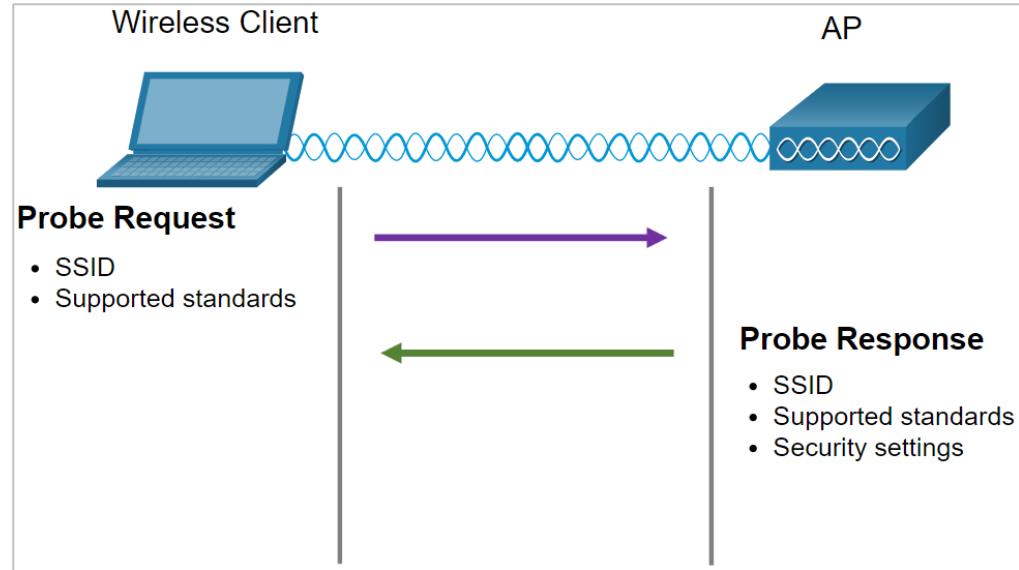 Wireless Client
AP
Probe Request
• SSID
• Supported standards
Probe Response
• SSID
• Supported standards
• Security settings